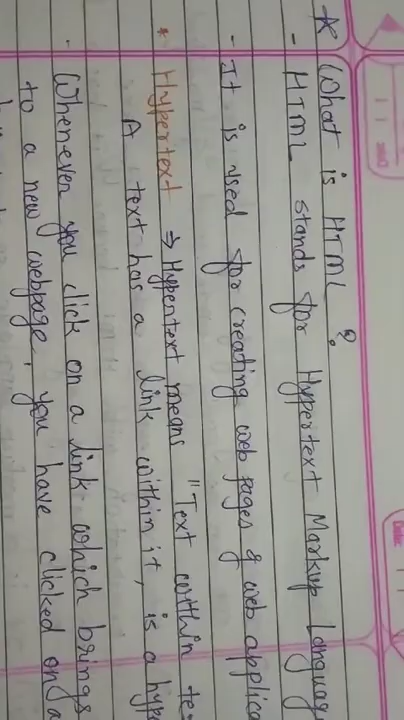 * What is HTML ?
- HTML stands for Hypertext Markup Languag
- It is used for creating web pages & web applica
* Hypertext ⇒ Hypertext means "Text within te
A text has a link within it, is a hype
. Whenever you click on a link which brings
to a new webpage, you have clicked on a